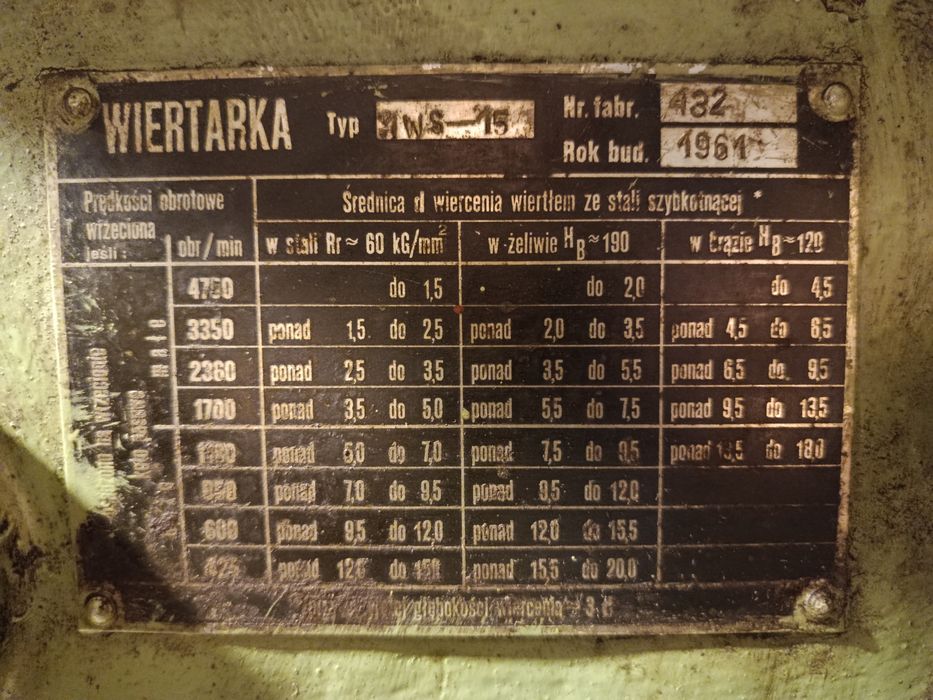 WIERTARKA Typ WS-15 Nr. fabr. 432
Rok bud. 1961
Prędkości obrotowe wrzeciona jeśli: obr/min
Średnica d wiercenia wiertłem ze stali szybkotnącej *
w stali Rr ≈ 60 kG/mm² w żeliwie HB ≈ 190 w brązie HB ≈ 120
4750 do 1,5 do 2,0 do 4,5
3350 ponad 1,5 do 2,5 ponad 2,0 do 3,5 ponad 4,5 do 6,5
2360 ponad 2,5 do 3,5 ponad 3,5 do 5,5 ponad 6,5 do 9,5
1700 ponad 3,5 do 5,0 ponad 5,5 do 7,5 ponad 9,5 do 13,5
ponad 5,0 do 7,0 ponad 7,5 do 9,5 ponad 13,5 do 18,0
850 ponad 7,0 do 9,5 ponad 9,5 do 12,0
600 ponad 9,5 do 12,0 ponad 12,0 do 15,5
ponad 12,0 do ponad 15,5 do 20,0
małe
głębokości wiercenia